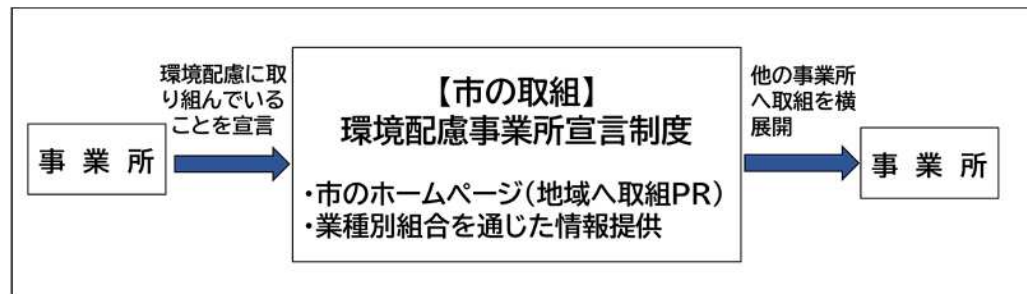 事業所
環境配慮に取
り組んでいる
ことを宣言
【市の取組】
環境配慮事業所宣言制度
・市のホームページ(地域へ取組PR)
・業種別組合を通じた情報提供
他の事業所
へ取組を横
展開
事業所